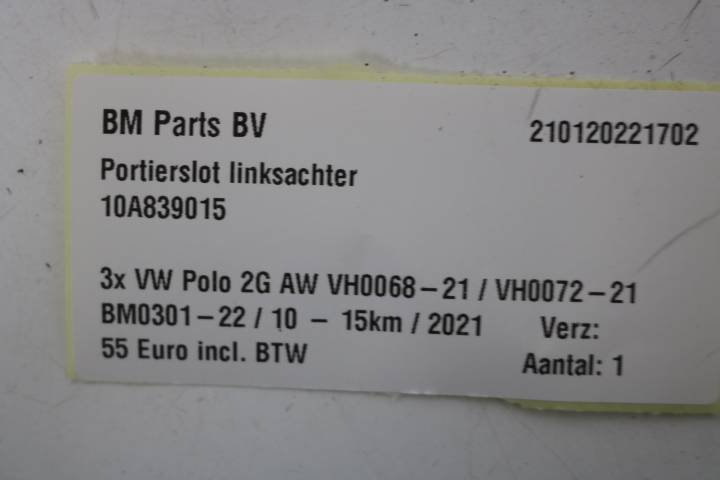 BM Parts BV 210120221702
Portierslot linksachter
10A839015
3x VW Polo 2G AW VH0068-21 / VH0072-21
BM0301-22 / 10 - 15km / 2021 Verz:
55 Euro incl. BTW Aantal: 1